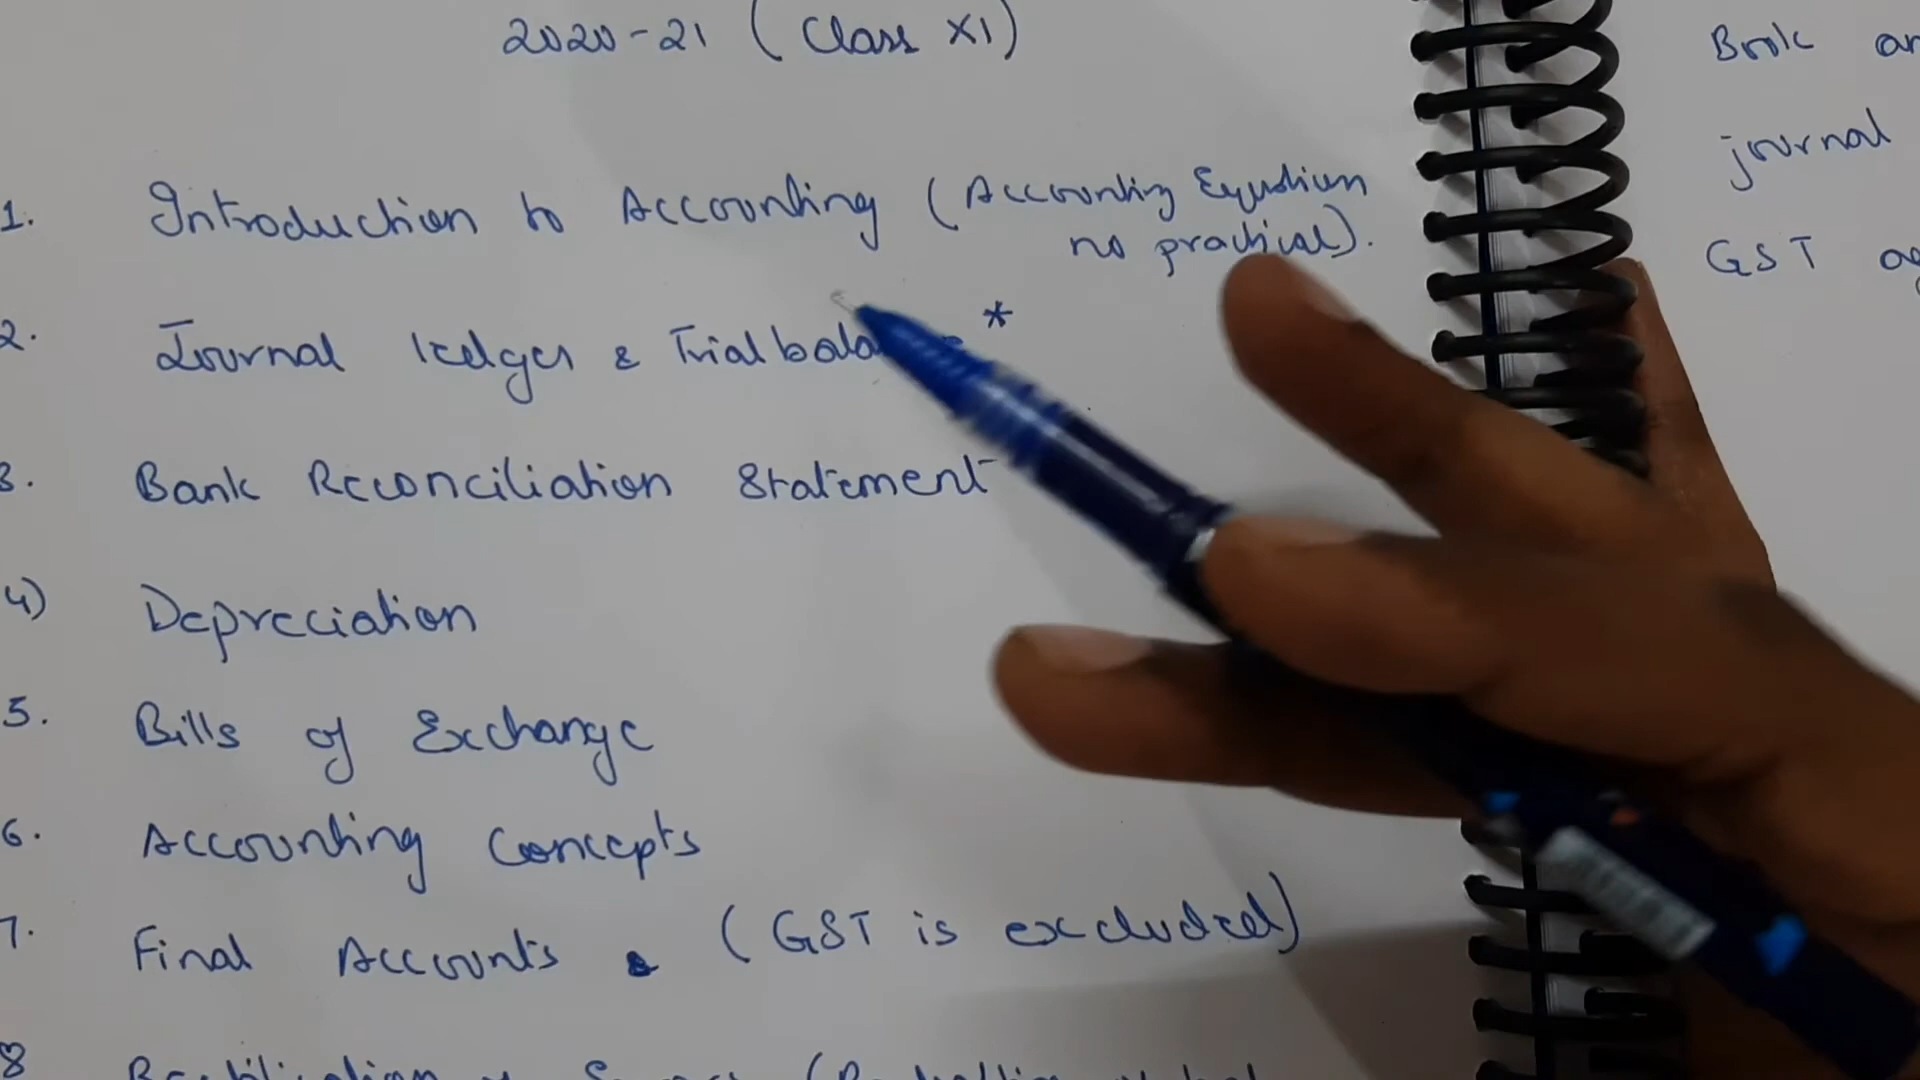 2020-21 (Class XI)
1. Introduction to Accounting (Accounting Equation
no practical).
2. Journal ledger & Trial bala *
3. Bank Reconciliation Statement
4) Depreciation
5. Bills of Exchange
6. Accounting Concepts
7. Final Accounts (GST is excluded)
8
Book
journal
GST